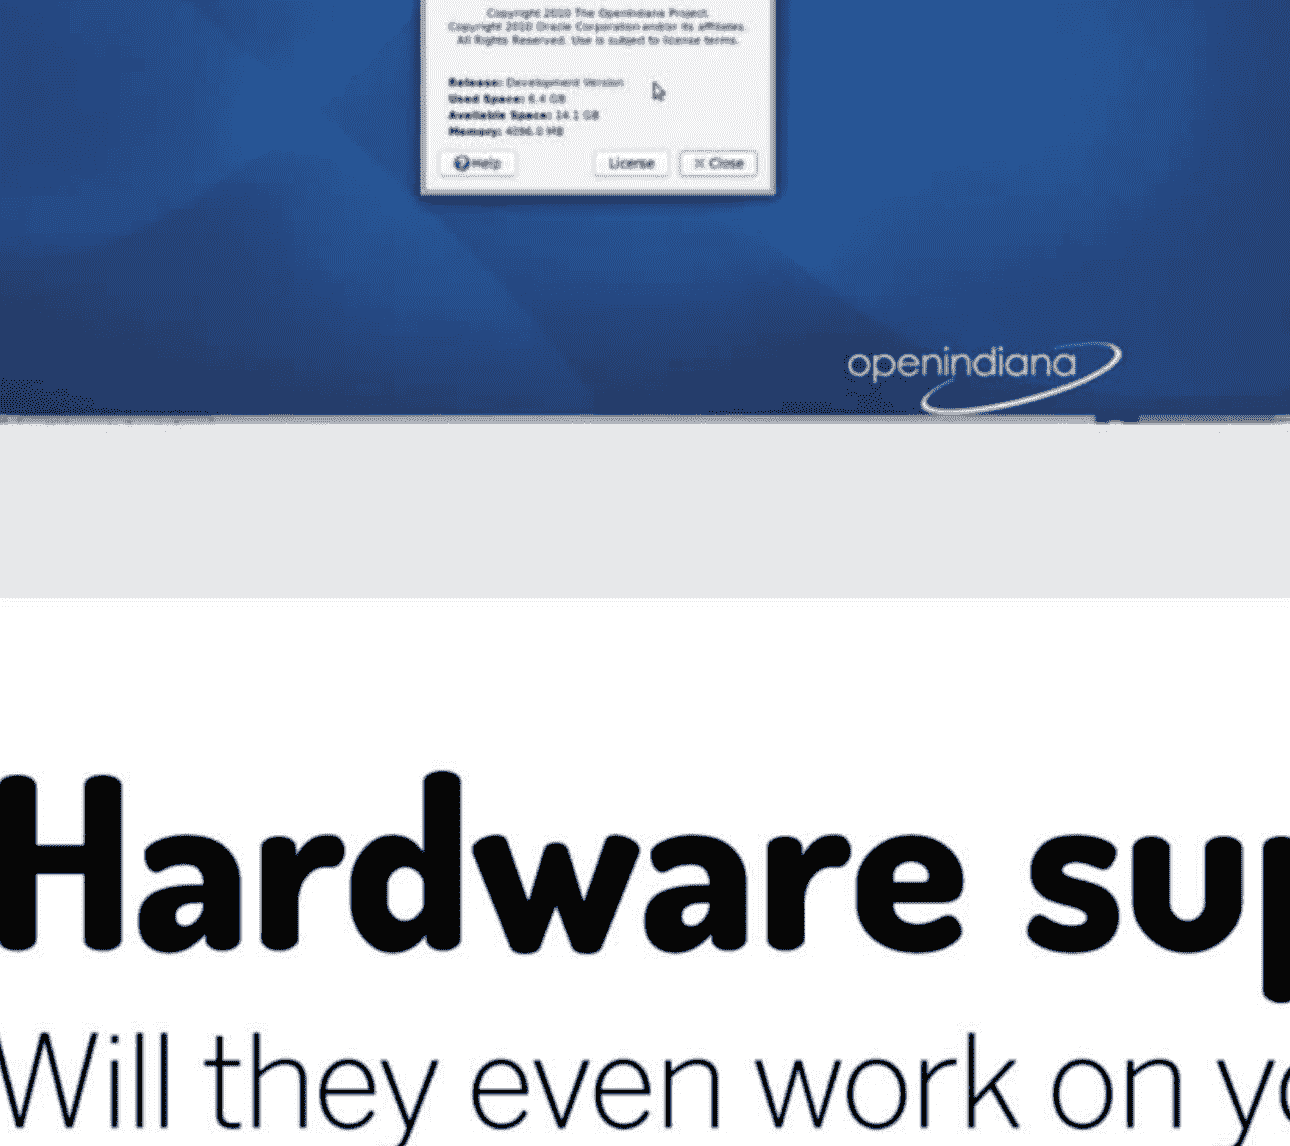 Copyright 2010 The OpenIndiana Project.
Copyright 2010 Oracle Corporation and/or its affiliates.
All Rights Reserved. Use is subject to license terms.
Release: Development Version
Used Space: 6.4 GB
Available Space: 14.1 GB
Memory: 4096.0 MB
Help License Close
openindiana
Hardware sup
Will they even work on yo